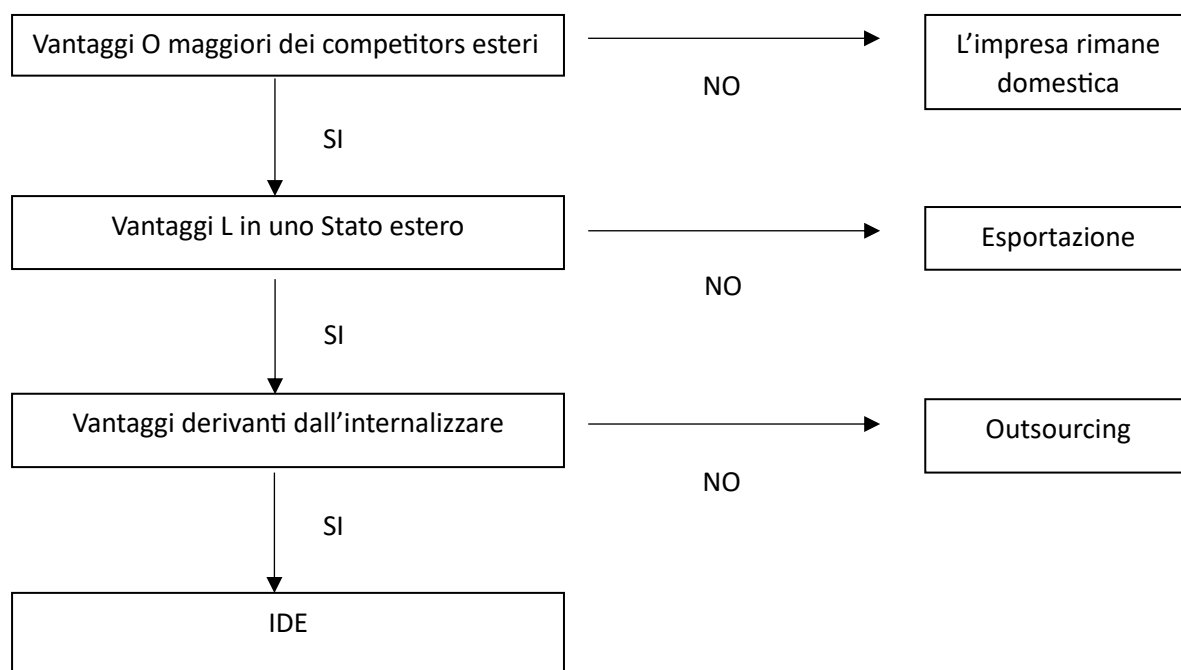 Vantaggi O maggiori dei competitors esteri
NO
L’impresa rimane
domestica
SI
Vantaggi L in uno Stato estero
NO
Esportazione
SI
Vantaggi derivanti dall’internalizzare
NO
Outsourcing
SI
IDE